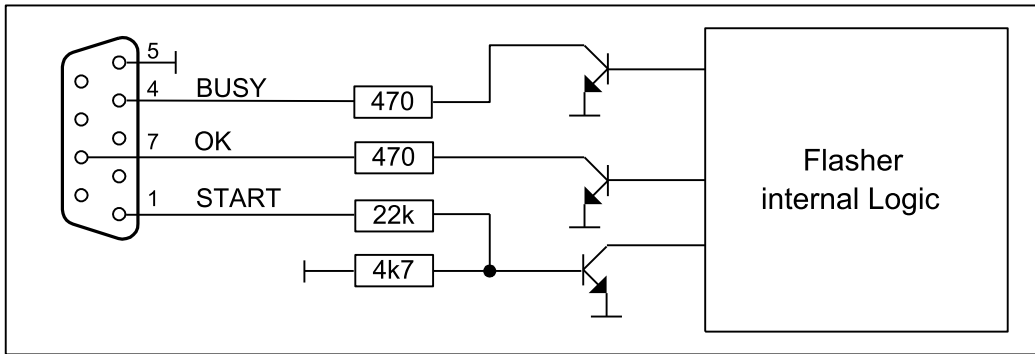 5
4 BUSY 470
7 OK 470
1 START 22k
4k7
Flasher
internal Logic